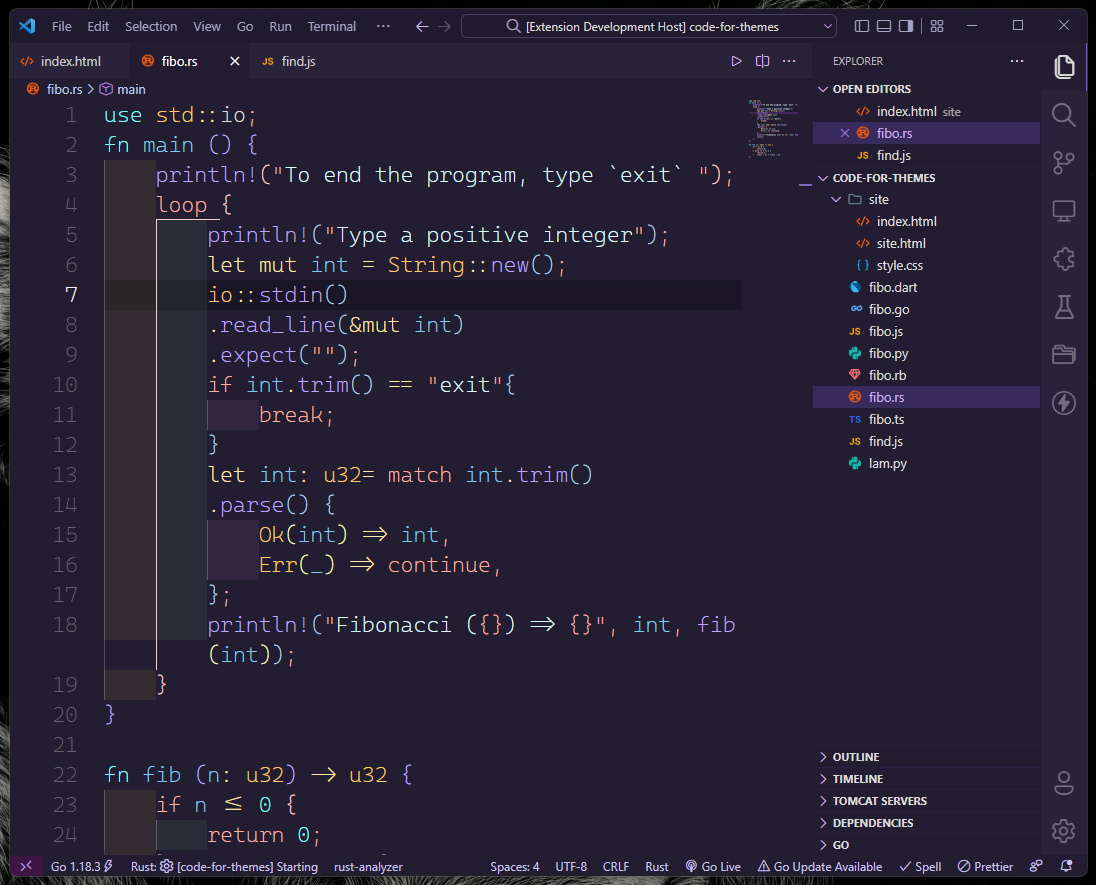 File Edit Selection View Go Run Terminal ··· [Extension Development Host] code-for-themes
index.html fibo.rs JS find.js
fibo.rs > main
1 use std::io;
2 fn main () {
3 println!("To end the program, type `exit` ");
4 loop {
5 println!("Type a positive integer");
6 let mut int = String::new();
7 io::stdin()
8 .read_line(&mut int)
9 .expect("");
10 if int.trim() == "exit"{
11 break;
12 }
13 let int: u32= match int.trim()
14 .parse() {
15 Ok(int) => int,
16 Err(_) => continue,
17 };
18 println!("Fibonacci ({}) => {}", int, fib
(int));
19 }
20 }
21
22 fn fib (n: u32) -> u32 {
23 if n <= 0 {
24 return 0;
EXPLORER
OPEN EDITORS
index.html site
fibo.rs
JS find.js
CODE-FOR-THEMES
site
index.html
site.html
style.css
fibo.dart
GO fibo.go
JS fibo.js
fibo.py
fibo.rb
fibo.rs
TS fibo.ts
JS find.js
lam.py
OUTLINE
TIMELINE
TOMCAT SERVERS
DEPENDENCIES
GO
Go 1.18.3 Rust: [code-for-themes] Starting rust-analyzer Spaces: 4 UTF-8 CRLF Rust Go Live Go Update Available Spell Prettier